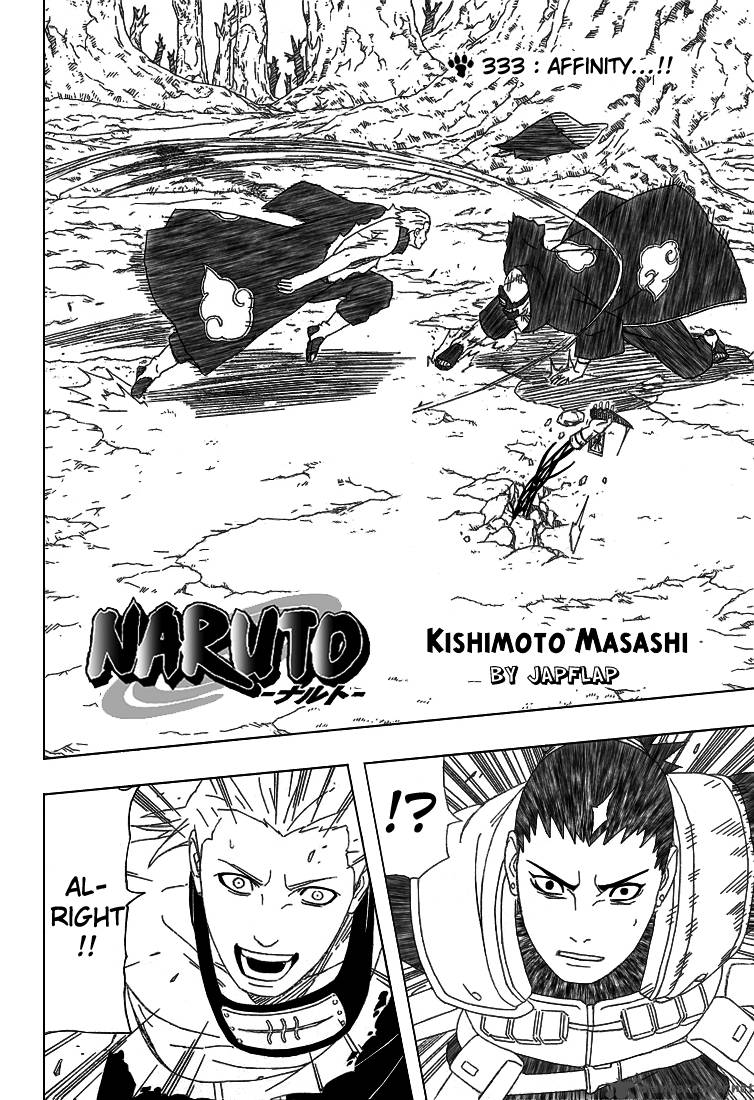 333 : AFFINITY...!!
NARUTO
-ナルト-
KISHIMOTO MASASHI
BY JAPFLAP
!?
AL-
RIGHT
!!